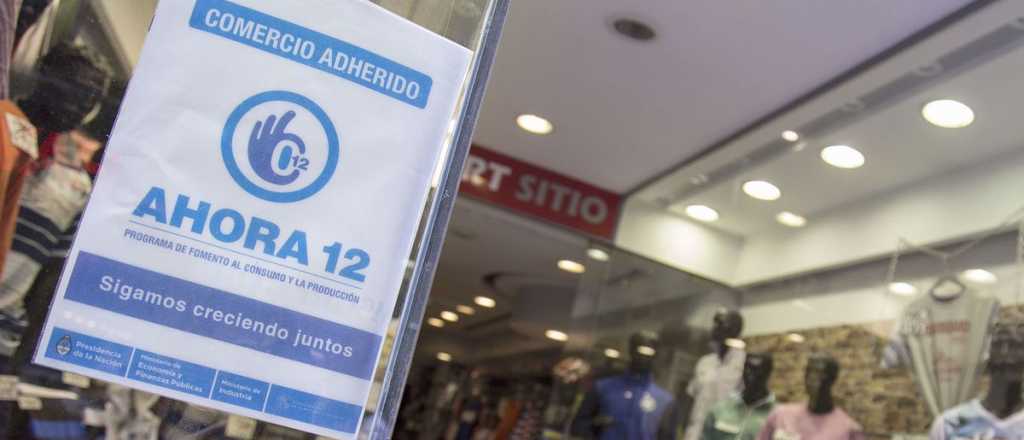 COMERCIO ADHERIDO
12
AHORA 12
PROGRAMA DE FOMENTO AL CONSUMO Y LA PRODUCCIÓN
Sigamos creciendo juntos
Presidencia
de la Nación
Ministerio de
Economía y
Finanzas Públicas
Ministerio de
Industria
RT SITIO